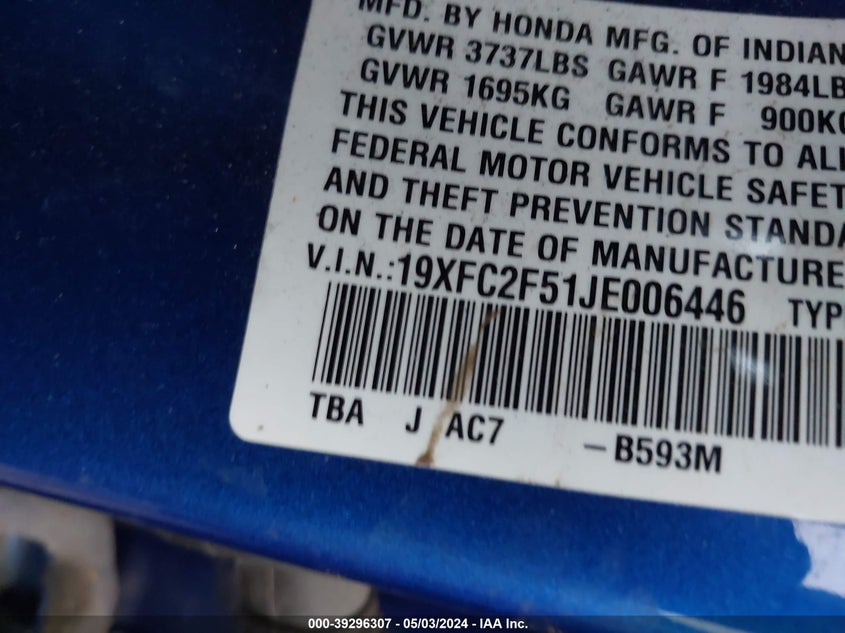 MFD. BY HONDA MFG. OF INDIAN
GVWR 3737LBS GAWR F 1984LB
GVWR 1695KG GAWR F 900KG
THIS VEHICLE CONFORMS TO ALL
FEDERAL MOTOR VEHICLE SAFET
AND THEFT PREVENTION STANDA
ON THE DATE OF MANUFACTURE
V.I.N.:19XFC2F51JE006446 TYP
TBA J AC7 -B593M
000-39296307 / 05/03/2024 - IAA Inc.